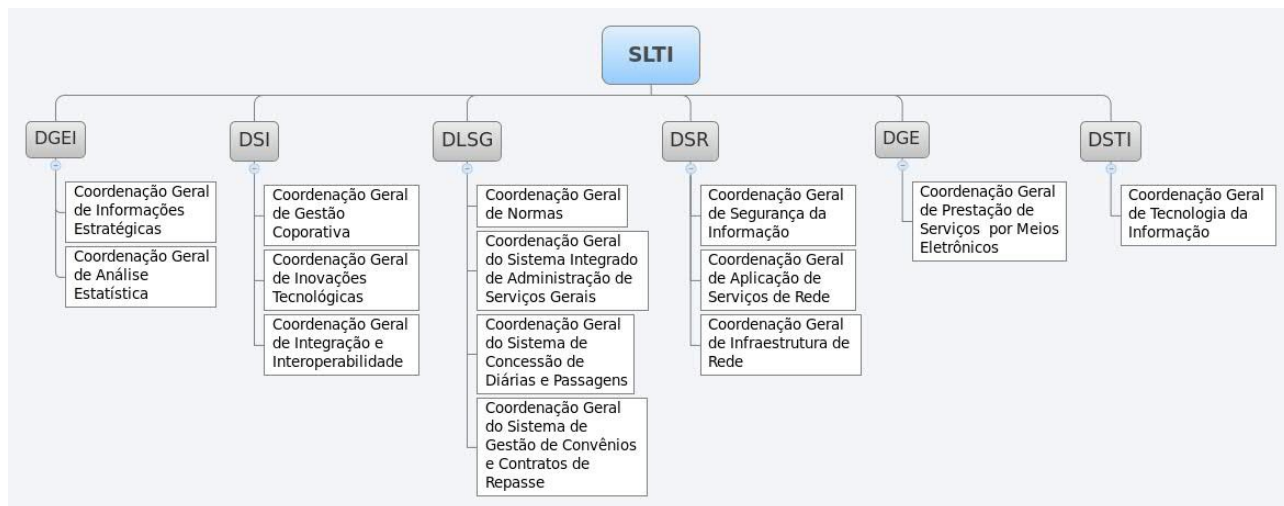 SLTI
DGEI
DSI
DLSG
DSR
DGE
DSTI
Coordenação Geral
de Informações
Estratégicas
Coordenação Geral
de Análise
Estatística
Coordenação Geral
de Gestão
Coporativa
Coordenação Geral
de Inovações
Tecnológicas
Coordenação Geral
de Integração e
Interoperabilidade
Coordenação Geral
de Normas
Coordenação Geral
do Sistema Integrado
de Administração de
Serviços Gerais
Coordenação Geral
do Sistema de
Concessão de
Diárias e Passagens
Coordenação Geral
do Sistema de
Gestão de Convênios
e Contratos de
Repasse
Coordenação Geral
de Segurança da
Informação
Coordenação Geral
de Aplicação de
Serviços de Rede
Coordenação Geral
de Infraestrutura de
Rede
Coordenação Geral
de Prestação de
Serviços por Meios
Eletrônicos
Coordenação Geral
de Tecnologia da
Informação